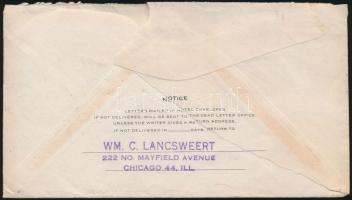 NOTICE
LETTERS MAILED IN HOTEL ENVELOPES
IF NOT DELIVERED, WILL BE SENT TO THE DEAD LETTER OFFICE
UNLESS THE WRITER GIVES A RETURN ADDRESS.
IF NOT DELIVERED IN ______ DAYS, RETURN TO
WM. C. LANCSWEERT
222 NO. MAYFIELD AVENUE
CHICAGO 44, ILL.